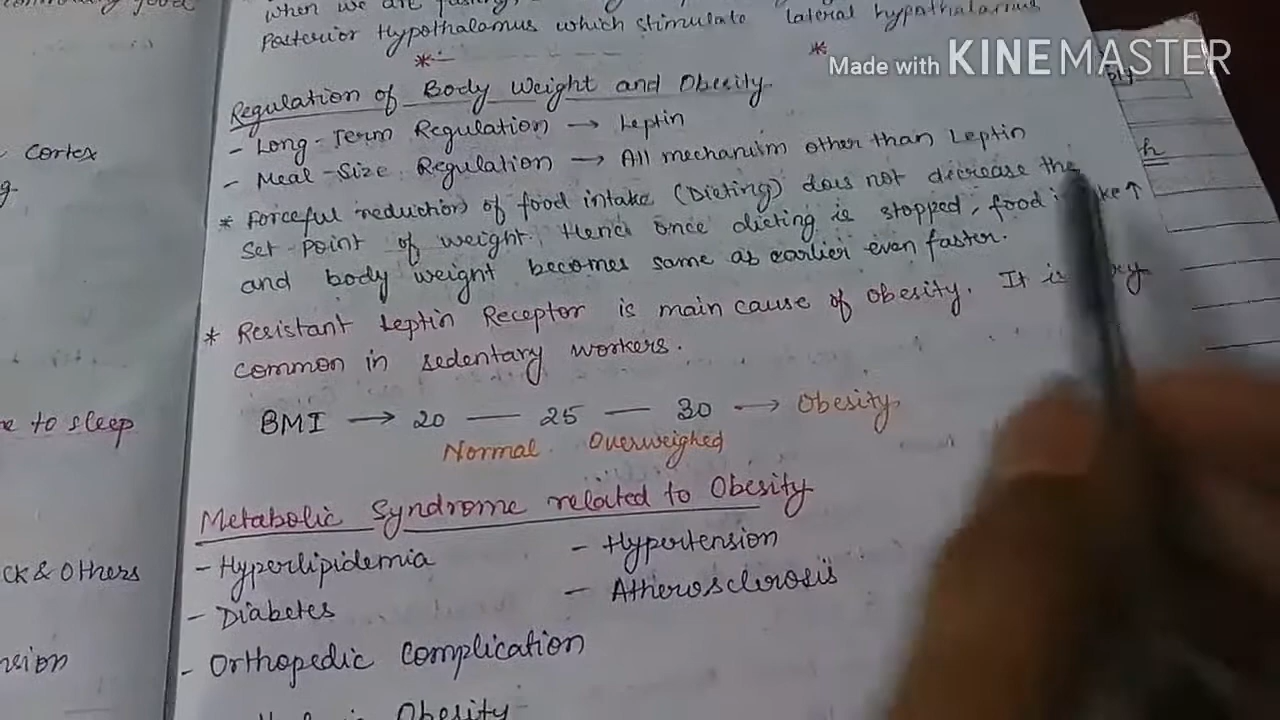 when we are
Posterior Hypothalamus which stimulate lateral hypothalamus
Made with KINEMASTER
Regulation of Body Weight and Obesity
- Long-Term Regulation → Leptin
- Meal-Size Regulation → All mechanism other than Leptin
* Forceful reduction of food intake (Dieting) does not decrease the
set-point of weight. Hence once dieting is stopped, food ke ↑
and body weight becomes same as earlier even faster.
* Resistant Leptin Receptor is main cause of obesity. It is
common in sedentary workers.
BMI → 20 — 25 — 30 → Obesity
Normal Overweighed
Metabolic Syndrome related to Obesity
- Hyperlipidemia - Hypertension
- Diabetes - Atherosclerosis
- Orthopedic Complication
Obesity
cortex
to sleep
CK & Others
h